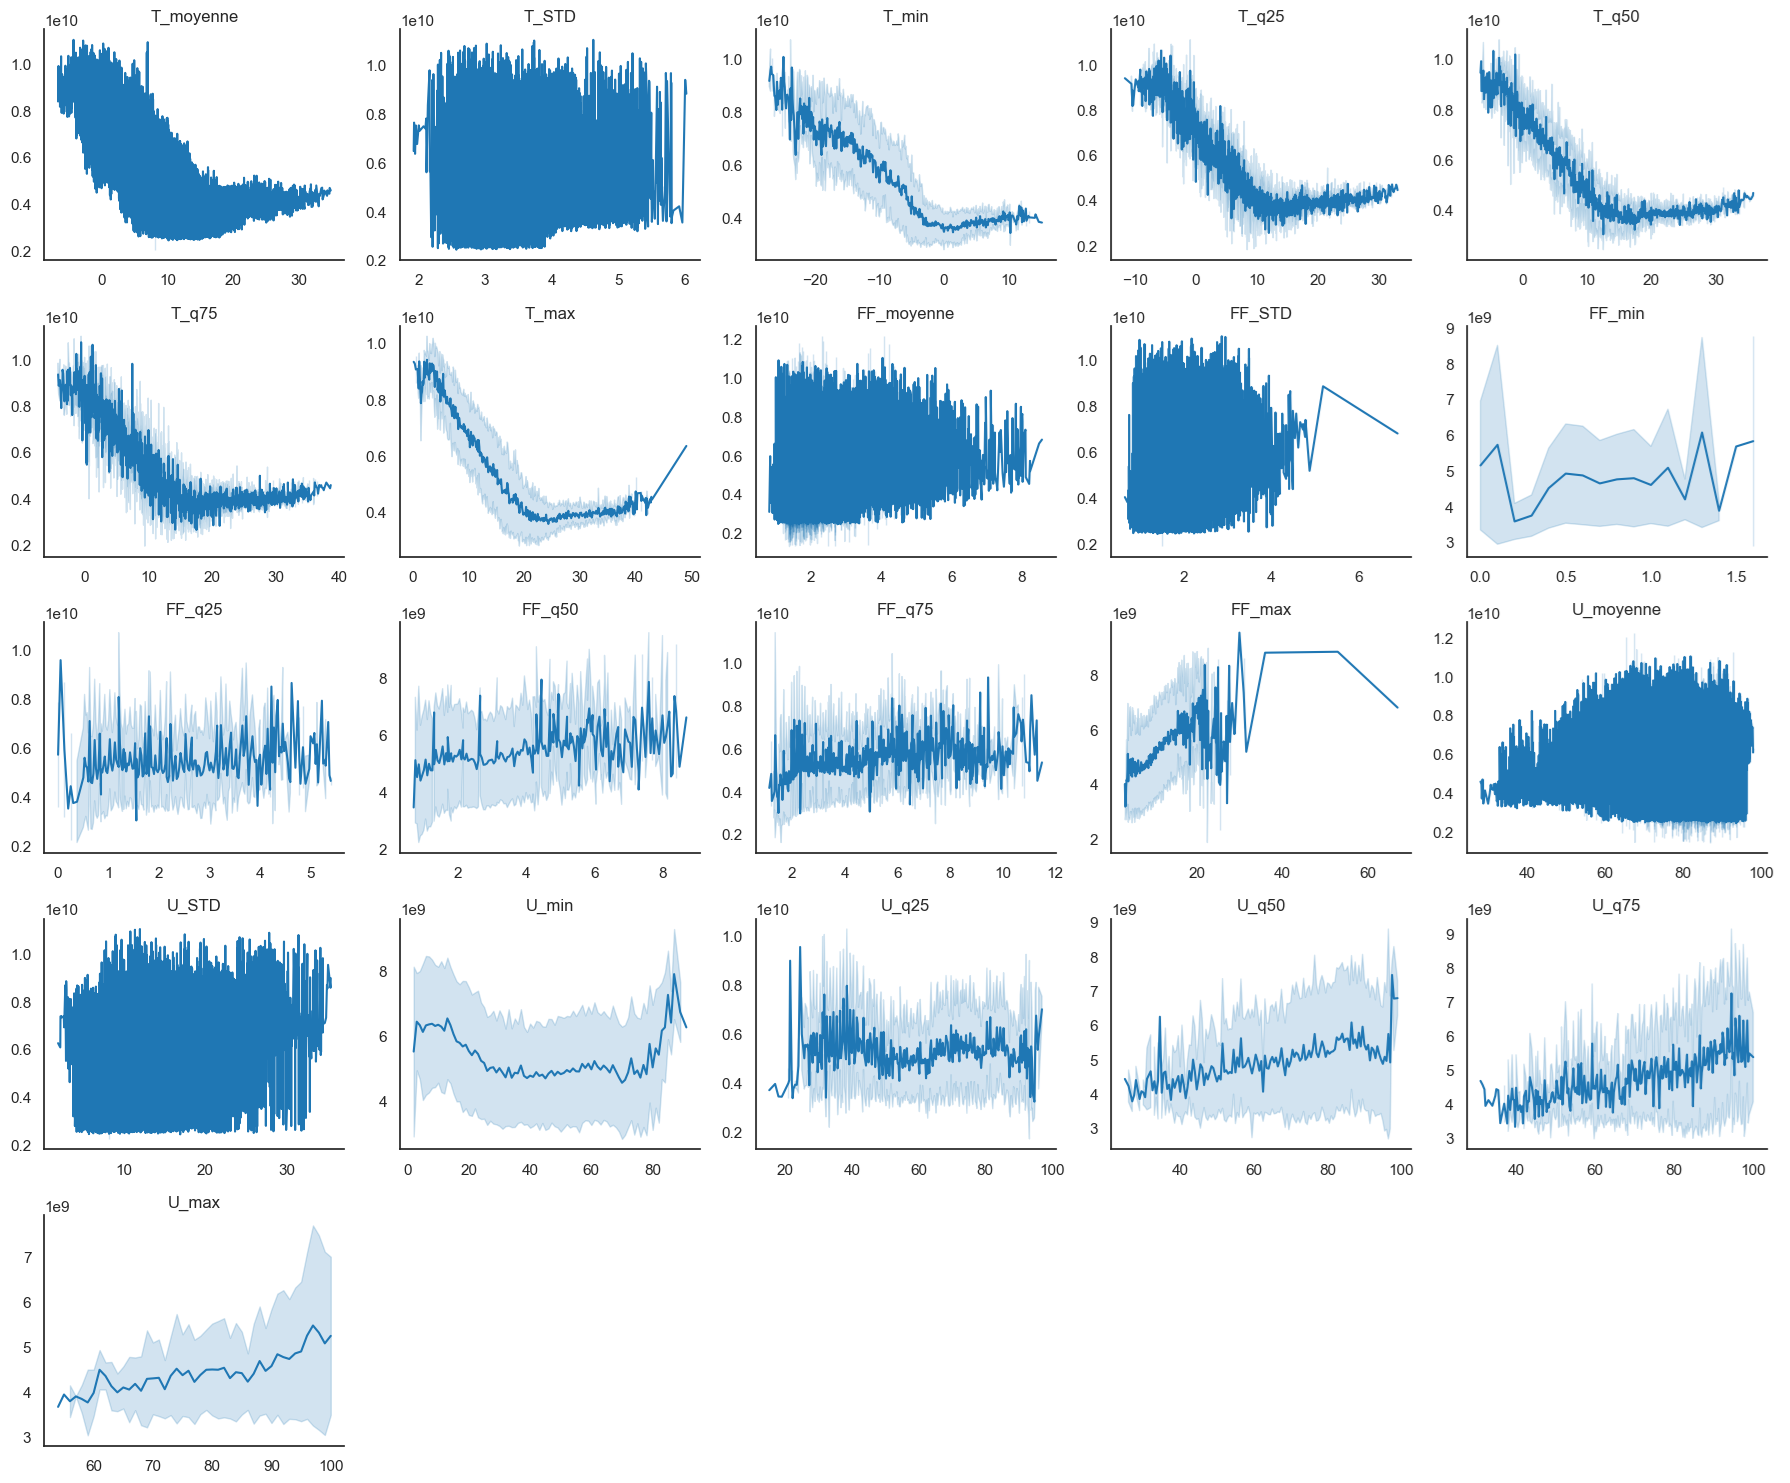 T_moyenne T_STD T_min T_q25 T_q50
1e10 1e10 1e10 1e10 1e10
1.0 0.8 0.6 0.4 0.2
0 10 20 30
1.0 0.8 0.6 0.4 0.2
2 3 4 5 6
1.0 0.8 0.6 0.4
−20 −10 0 10
1.0 0.8 0.6 0.4 0.2
−10 0 10 20 30
1.0 0.8 0.6 0.4
0 10 20 30
T_q75 T_max FF_moyenne FF_STD FF_min
1e10 1e10 1e10 1e10 1e9
1.0 0.8 0.6 0.4 0.2
0 10 20 30 40
1.0 0.8 0.6 0.4
0 10 20 30 40 50
1.2 1.0 0.8 0.6 0.4 0.2
2 4 6 8
1.0 0.8 0.6 0.4 0.2
2 4 6
9 8 7 6 5 4 3
0.0 0.5 1.0 1.5
FF_q25 FF_q50 FF_q75 FF_max U_moyenne
1e10 1e9 1e10 1e9 1e10
1.0 0.8 0.6 0.4 0.2
0 1 2 3 4 5
8 6 4 2
2 4 6 8
1.0 0.8 0.6 0.4 0.2
2 4 6 8 10 12
8 6 4 2
20 40 60
1.2 1.0 0.8 0.6 0.4 0.2
40 60 80 100
U_STD U_min U_q25 U_q50 U_q75
1e10 1e9 1e10 1e9 1e9
1.0 0.8 0.6 0.4 0.2
10 20 30
8 6 4
0 20 40 60 80
1.0 0.8 0.6 0.4 0.2
20 40 60 80 100
9 8 7 6 5 4 3
40 60 80 100
9 8 7 6 5 4 3
40 60 80 100
U_max
1e9
7 6 5 4 3
60 70 80 90 100